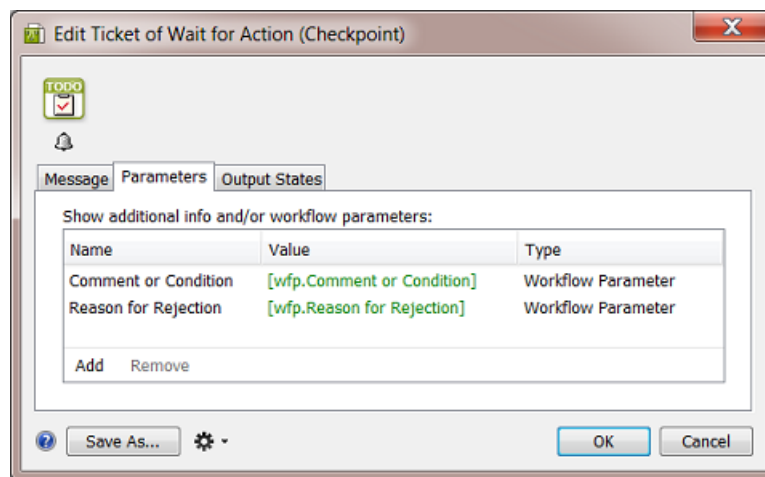 Edit Ticket of Wait for Action (Checkpoint)
TODO
Message Parameters Output States
Show additional info and/or workflow parameters:
Name Value Type
Comment or Condition [wfp.Comment or Condition] Workflow Parameter
Reason for Rejection [wfp.Reason for Rejection] Workflow Parameter
Add Remove
? Save As... OK Cancel